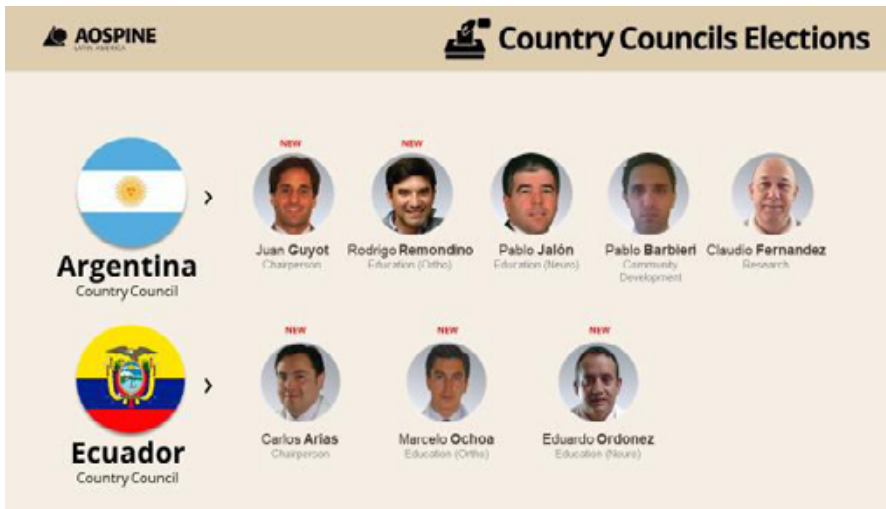 AOSPINE
LATIN AMERICA
Country Councils Elections
NEW
NEW
Juan Guyot
Chairperson
Rodrigo Remondino
Education (Ortho)
Pablo Jalón
Education (Neuro)
Pablo Barbieri
Community
Development
Claudio Fernandez
Research
Argentina
Country Council
NEW
NEW
NEW
Carlos Arias
Chairperson
Marcelo Ochoa
Education (Ortho)
Eduardo Ordonez
Education (Neuro)
Ecuador
Country Council